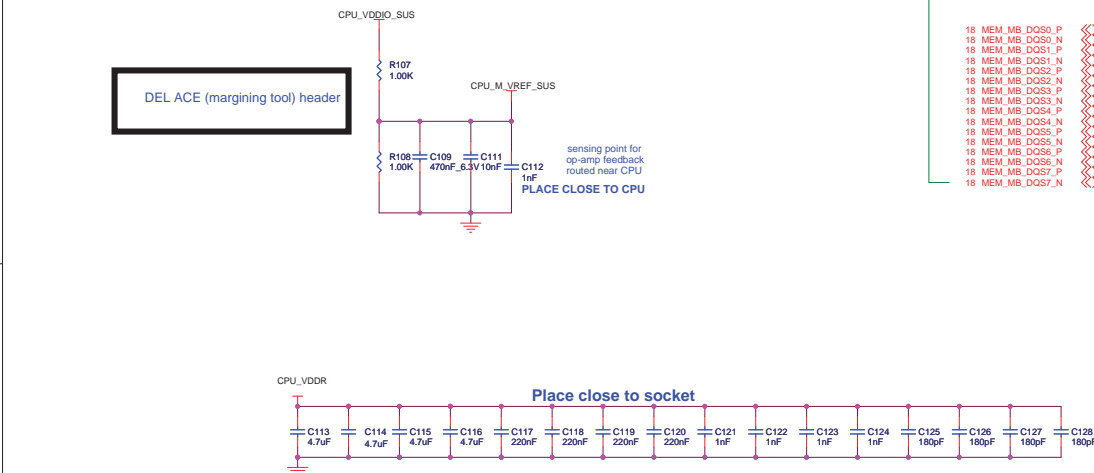 CPU_VDDIO_SUS
R107
1.00K
DEL ACE (margining tool) header
CPU_M_VREF_SUS
R108
1.00K
C109
470nF_6.3V
C111
10nF
C112
1nF
sensing point for
op-amp feedback
routed near CPU
PLACE CLOSE TO CPU
18 MEM_MB_DQS0_P
18 MEM_MB_DQS0_N
18 MEM_MB_DQS1_P
18 MEM_MB_DQS1_N
18 MEM_MB_DQS2_P
18 MEM_MB_DQS2_N
18 MEM_MB_DQS3_P
18 MEM_MB_DQS3_N
18 MEM_MB_DQS4_P
18 MEM_MB_DQS4_N
18 MEM_MB_DQS5_P
18 MEM_MB_DQS5_N
18 MEM_MB_DQS6_P
18 MEM_MB_DQS6_N
18 MEM_MB_DQS7_P
18 MEM_MB_DQS7_N
CPU_VDDR
Place close to socket
C113
4.7uF
C114
4.7uF
C115
4.7uF
C116
4.7uF
C117
220nF
C118
220nF
C119
220nF
C120
220nF
C121
1nF
C122
1nF
C123
1nF
C124
1nF
C125
180pF
C126
180pF
C127
180pF
C128
180pF